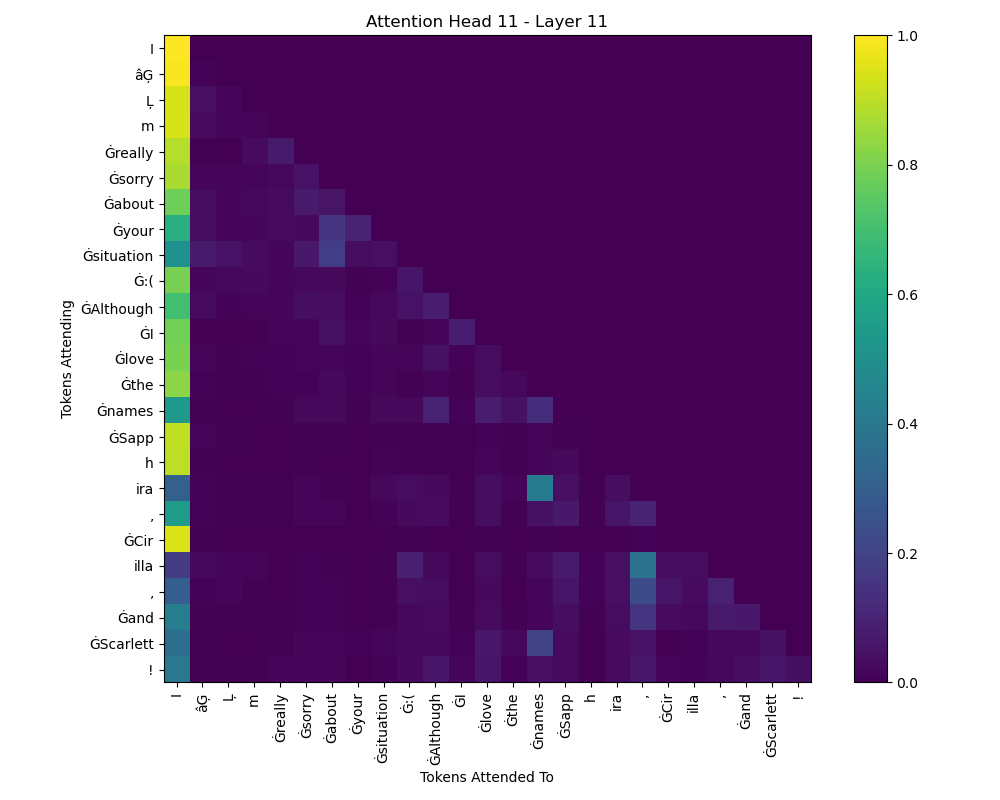 Attention Head 11 - Layer 11
Tokens Attending
I
âĢ
Ļ
m
Ġreally
Ġsorry
Ġabout
Ġyour
Ġsituation
Ġ:(
ĠAlthough
ĠI
Ġlove
Ġthe
Ġnames
ĠSapp
h
ira
,
ĠCir
illa
,
Ġand
ĠScarlett
!
I
âĢ
Ļ
m
Ġreally
Ġsorry
Ġabout
Ġyour
Ġsituation
Ġ:(
ĠAlthough
ĠI
Ġlove
Ġthe
Ġnames
ĠSapp
h
ira
,
ĠCir
illa
,
Ġand
ĠScarlett
!
Tokens Attended To
1.0
0.8
0.6
0.4
0.2
0.0